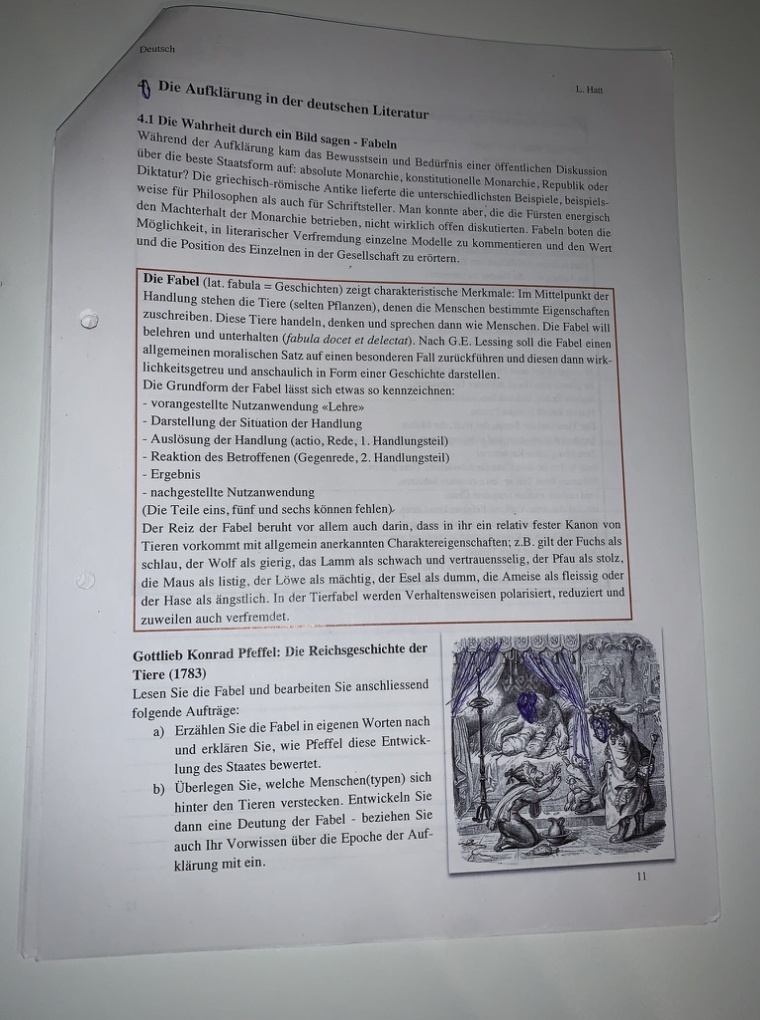 Deutsch
L. Hatt
4 Die Aufklärung in der deutschen Literatur
4.1 Die Wahrheit durch ein Bild sagen - Fabeln
Während der Aufklärung kam das Bewusstsein und Bedürfnis einer öffentlichen Diskussion
über die beste Staatsform auf: absolute Monarchie, konstitutionelle Monarchie, Republik oder
Diktatur? Die griechisch-römische Antike lieferte die unterschiedlichsten Beispiele, beispiels-
weise für Philosophen als auch für Schriftsteller. Man konnte aber, die die Fürsten energisch
den Machterhalt der Monarchie betrieben, nicht wirklich offen diskutierten. Fabeln boten die
Möglichkeit, in literarischer Verfremdung einzelne Modelle zu kommentieren und den Wert
und die Position des Einzelnen in der Gesellschaft zu erörtern.
Die Fabel (lat. fabula = Geschichten) zeigt charakteristische Merkmale: Im Mittelpunkt der
Handlung stehen die Tiere (selten Pflanzen), denen die Menschen bestimmte Eigenschaften
zuschreiben. Diese Tiere handeln, denken und sprechen dann wie Menschen. Die Fabel will
belehren und unterhalten (fabula docet et delectat). Nach G.E. Lessing soll die Fabel einen
allgemeinen moralischen Satz auf einen besonderen Fall zurückführen und diesen dann wirk-
lichkeitsgetreu und anschaulich in Form einer Geschichte darstellen.
Die Grundform der Fabel lässt sich etwas so kennzeichnen:
- vorangestellte Nutzanwendung «Lehre»
- Darstellung der Situation der Handlung
- Auslösung der Handlung (actio, Rede, 1. Handlungsteil)
- Reaktion des Betroffenen (Gegenrede, 2. Handlungsteil)
- Ergebnis
- nachgestellte Nutzanwendung
(Die Teile eins, fünf und sechs können fehlen)
Der Reiz der Fabel beruht vor allem auch darin, dass in ihr ein relativ fester Kanon von
Tieren vorkommt mit allgemein anerkannten Charaktereigenschaften; z.B. gilt der Fuchs als
schlau, der Wolf als gierig, das Lamm als schwach und vertrauensselig, der Pfau als stolz,
die Maus als listig, der Löwe als mächtig, der Esel als dumm, die Ameise als fleissig oder
der Hase als ängstlich. In der Tierfabel werden Verhaltensweisen polarisiert, reduziert und
zuweilen auch verfremdet.
Gottlieb Konrad Pfeffel: Die Reichsgeschichte der
Tiere (1783)
Lesen Sie die Fabel und bearbeiten Sie anschliessend
folgende Aufträge:
a) Erzählen Sie die Fabel in eigenen Worten nach
und erklären Sie, wie Pfeffel diese Entwick-
lung des Staates bewertet.
b) Überlegen Sie, welche Menschen(typen) sich
hinter den Tieren verstecken. Entwickeln Sie
dann eine Deutung der Fabel - beziehen Sie
auch Ihr Vorwissen über die Epoche der Auf-
klärung mit ein.
11